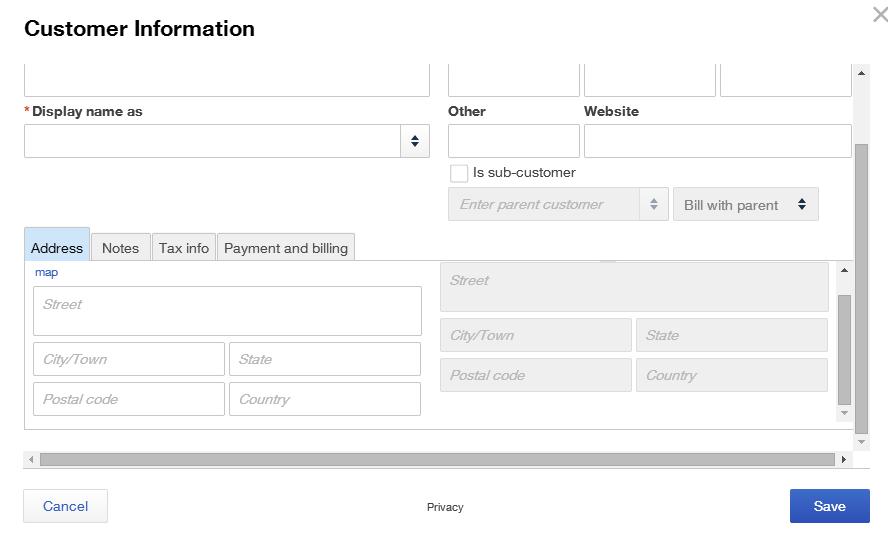 Customer Information
* Display name as
Other
Website
Is sub-customer
Enter parent customer
Bill with parent
Address
Notes
Tax info
Payment and billing
map
Street
City/Town
State
Postal code
Country
Street
City/Town
State
Postal code
Country
Cancel
Privacy
Save